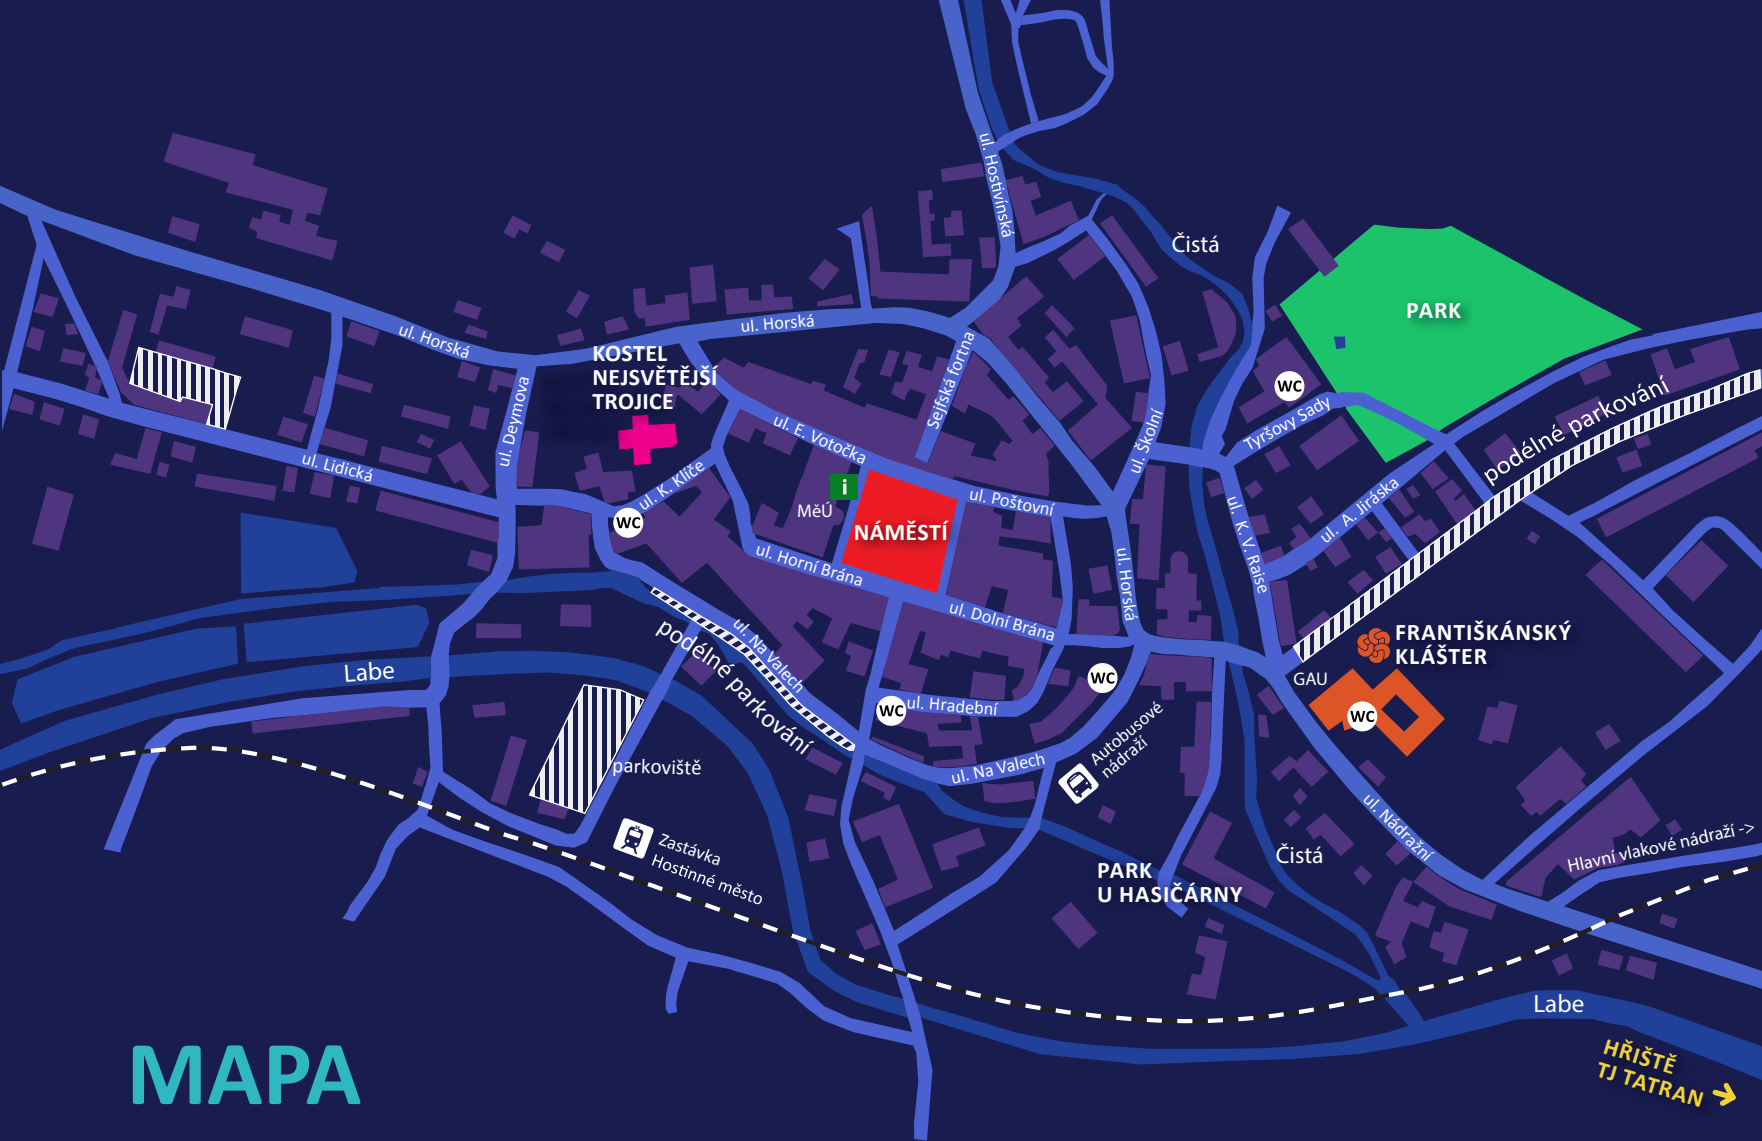 ul. Hostivínská
Čistá
PARK
ul. Horská
ul. Horská
KOSTEL
NEJSVĚTĚJŠÍ
TROJICE
Sejfská fortna
WC
Tyršovy Sady
podélné parkování
ul. Deymova
ul. E. Votočka
ul. Školní
ul. Lidická
ul. K. Klíče
i
MěÚ
ul. Poštovní
WC
NÁMĚSTÍ
ul. K. V. Raise
ul. A. Jiráska
ul. Horní Brána
ul. Horská
ul. Dolní Brána
ul. Na Valech
podélné parkování
FRANTIŠKÁNSKÝ
KLÁŠTER
GAU
WC
Labe
WC
WC
ul. Hradební
Autobusové
nádraží
ul. Na Valech
parkoviště
ul. Nádražní
Zastávka
Hostinné město
Čistá
Hlavní vlakové nádraží ->
PARK
U HASIČÁRNY
Labe
MAPA
HŘIŠTĚ
TJ TATRAN